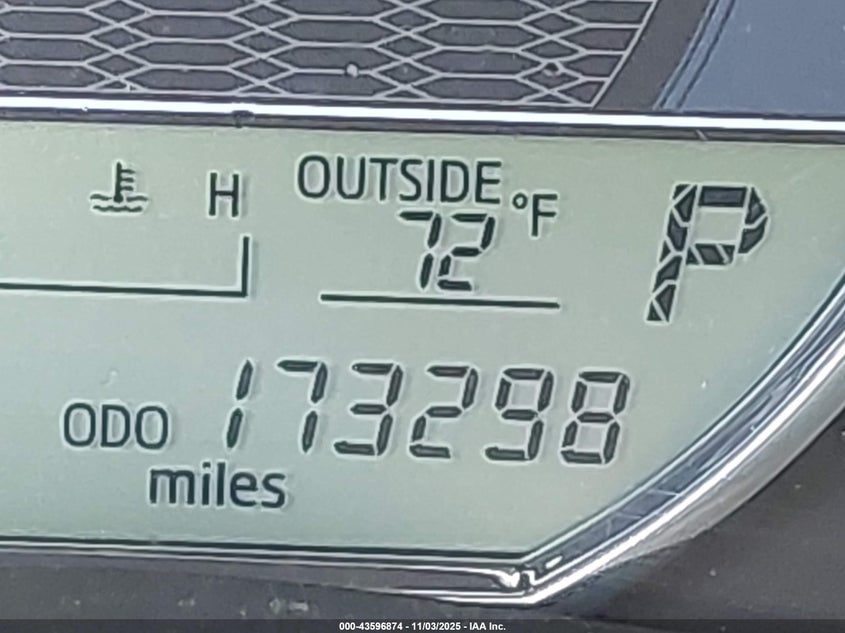 H OUTSIDE °F P
72
ODO 173298
miles
000-43596874 - 11/03/2025 - IAA Inc.